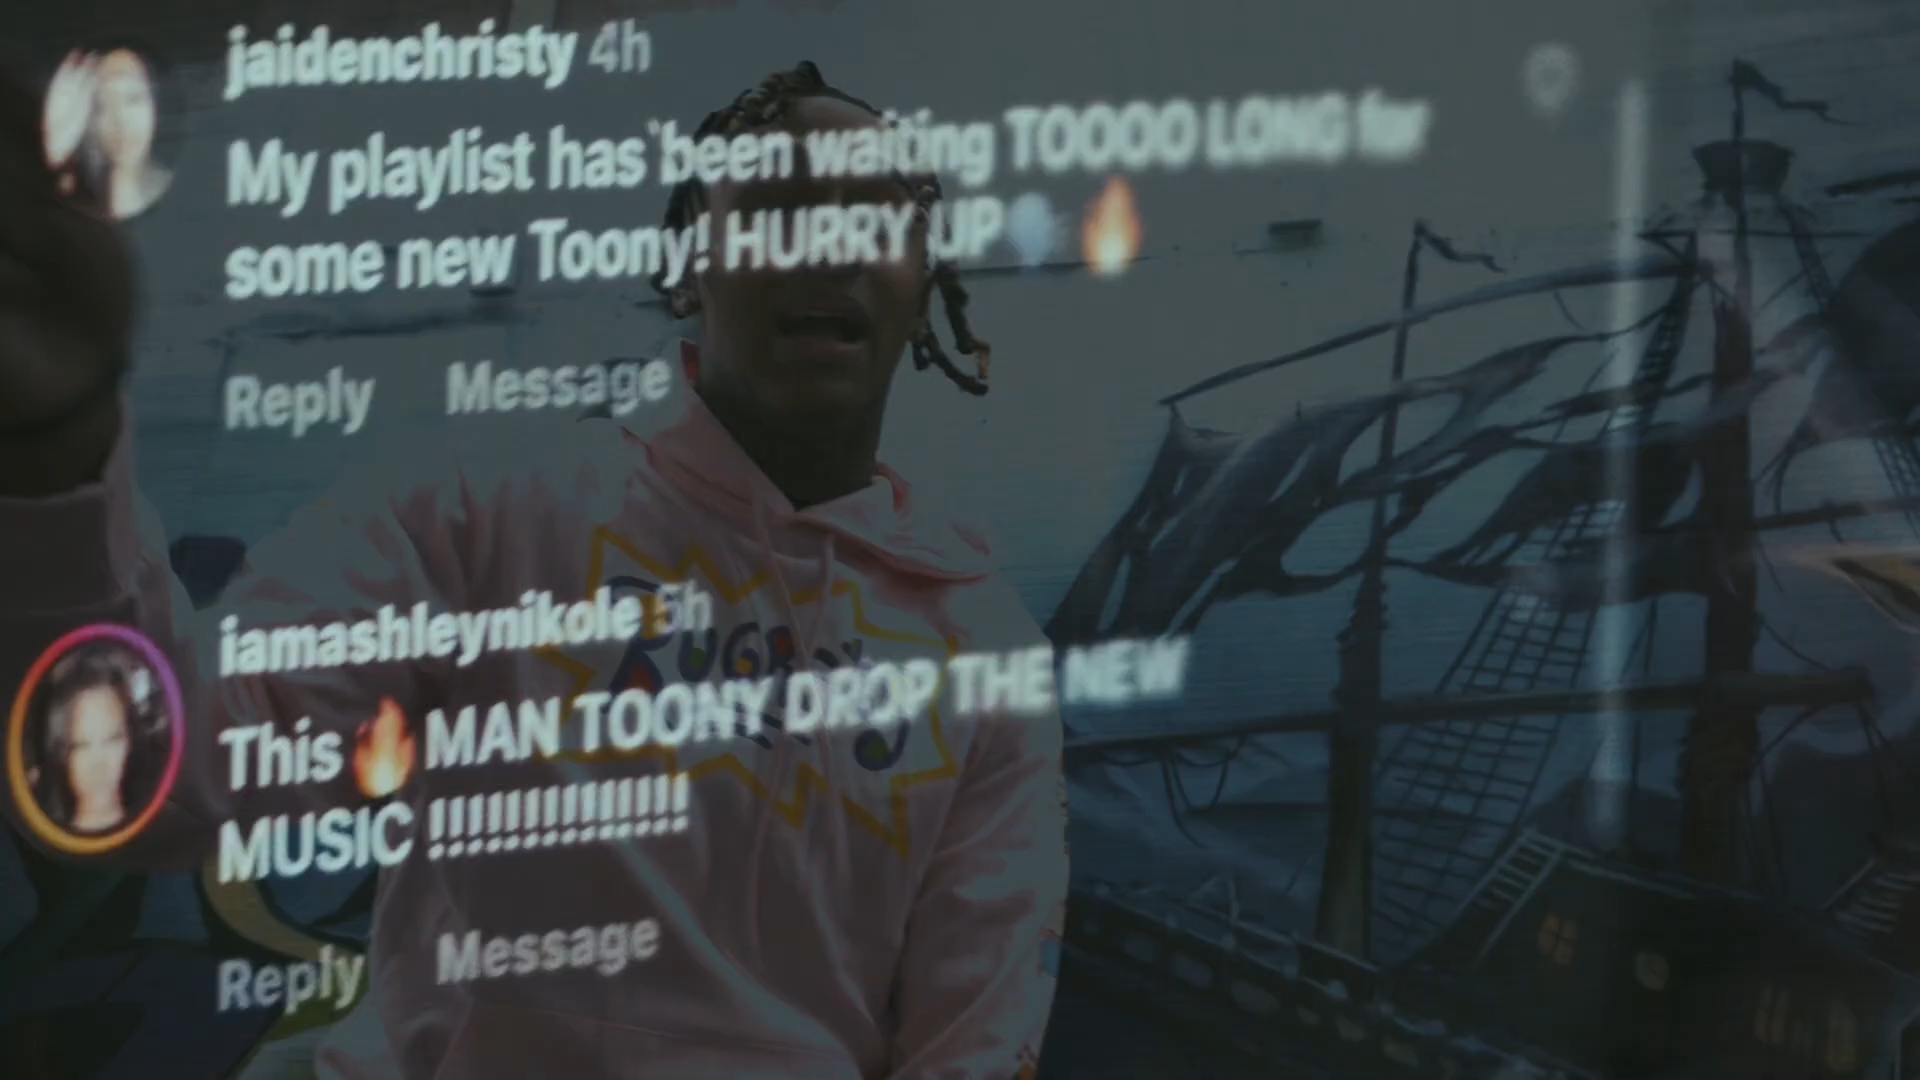 jaidenchristy 4h
My playlist has been waiting TOOOO LONG for
some new Toony! HURRY UP🗣️🔥
Reply Message
iamashleynikole 5h
This 🔥 MAN TOONY DROP THE NEW
MUSIC !!!!!!!!!!!!!!
Reply Message